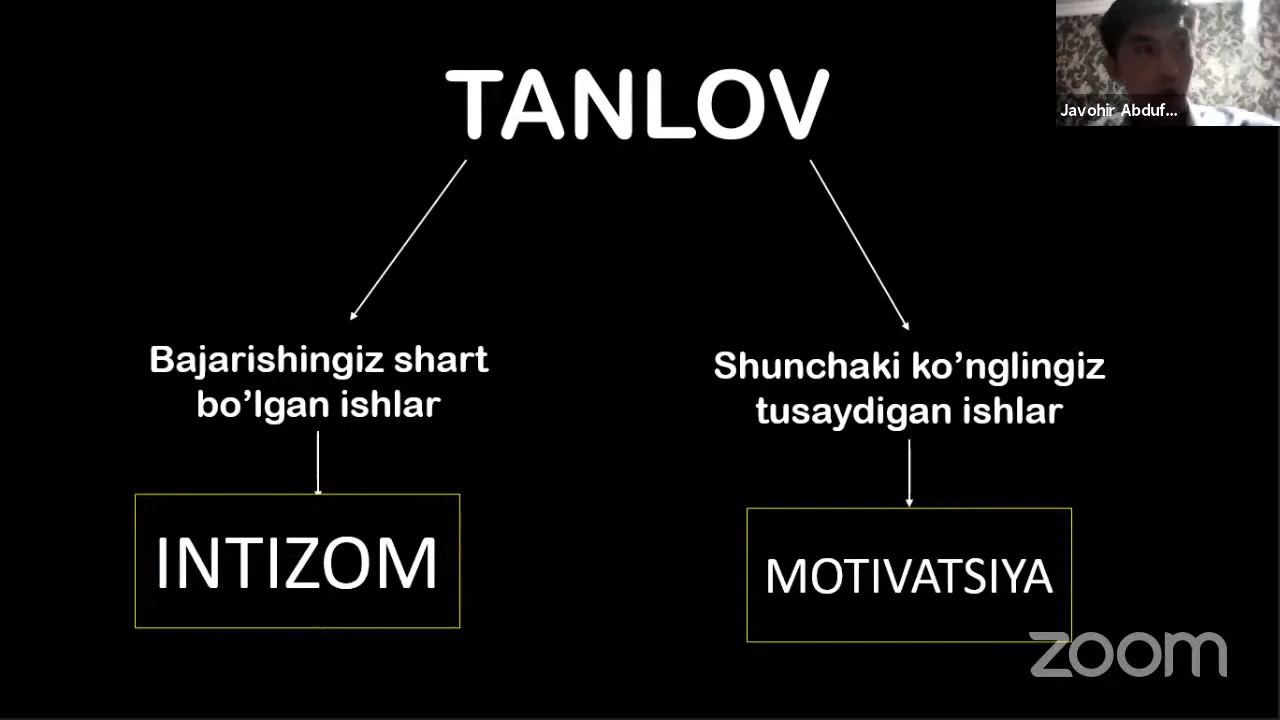 TANLOV
Javohir Abduf...
Bajarishingiz shart
bo’lgan ishlar
Shunchaki ko’nglingiz
tusaydigan ishlar
INTIZOM
MOTIVATSIYA
zoom